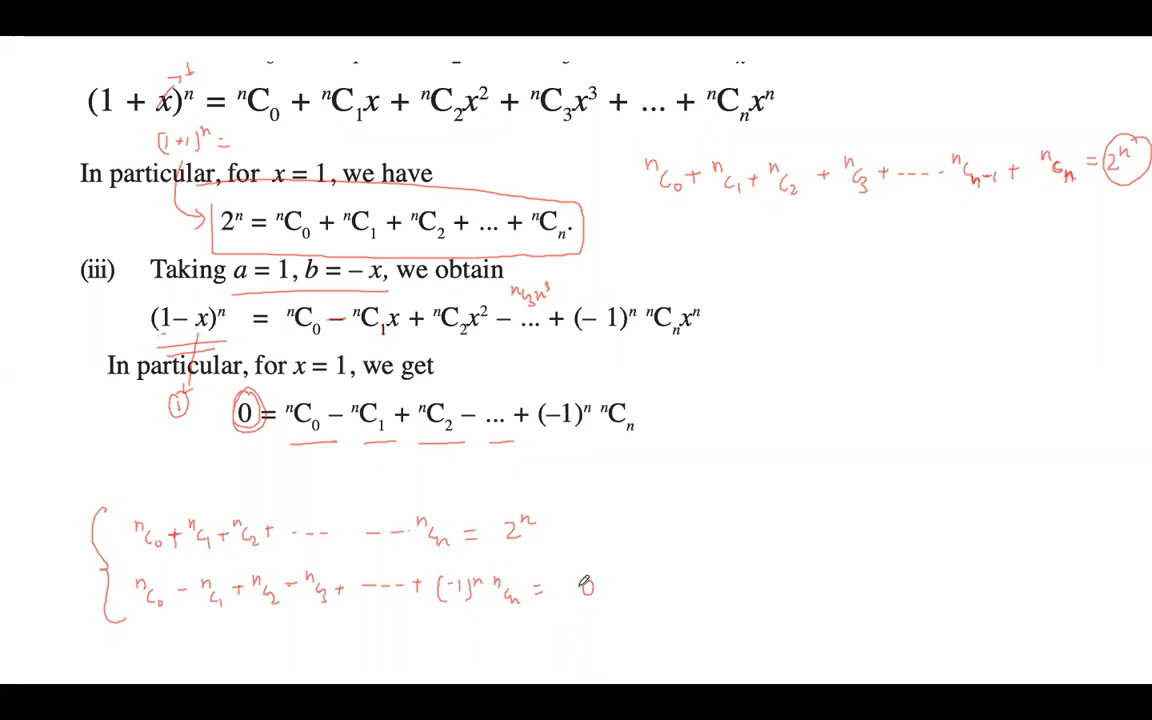 (1 + x)ⁿ = ⁿC₀ + ⁿC₁x + ⁿC₂x² + ⁿC₃x³ + ... + ⁿCₙxⁿ
1
(1+1)ⁿ =
In particular, for x = 1, we have
ⁿC₀ + ⁿC₁ + ⁿC₂ + ⁿC₃ + ---- ⁿCₙ₋₁ + ⁿCₙ = 2ⁿ
2ⁿ = ⁿC₀ + ⁿC₁ + ⁿC₂ + ... + ⁿCₙ.
(iii) Taking a = 1, b = – x, we obtain
(1– x)ⁿ = ⁿC₀ – ⁿC₁x + ⁿC₂x² – ... + (– 1)ⁿ ⁿCₙxⁿ
In particular, for x = 1, we get
1
0 = ⁿC₀ – ⁿC₁ + ⁿC₂ – ... + (–1)ⁿ ⁿCₙ
ⁿC₀ + ⁿC₁ + ⁿC₂ + ---- ---- ⁿCₙ = 2ⁿ
ⁿC₀ - ⁿC₁ + ⁿC₂ - ⁿC₃ + ---- + (-1)ⁿ ⁿCₙ = 0